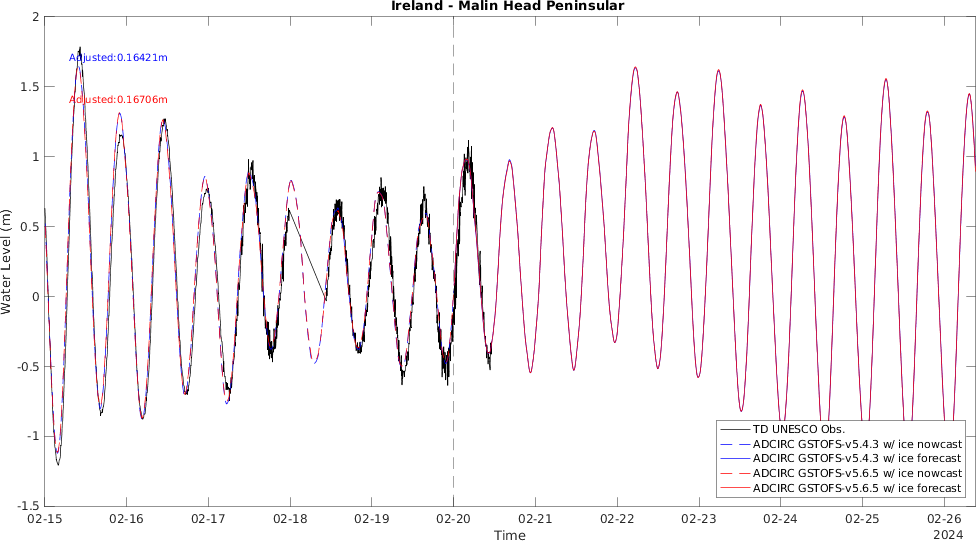 Ireland - Malin Head Peninsular
Adjusted:0.16421m
Adjusted:0.16706m
Water Level (m)
2
1.5
1
0.5
0
-0.5
-1
-1.5
TD UNESCO Obs.
ADCIRC GSTOFS-v5.4.3 w/ ice nowcast
ADCIRC GSTOFS-v5.4.3 w/ ice forecast
ADCIRC GSTOFS-v5.6.5 w/ ice nowcast
ADCIRC GSTOFS-v5.6.5 w/ ice forecast
02-15 02-16 02-17 02-18 02-19 02-20 02-21 02-22 02-23 02-24 02-25 02-26
Time
2024